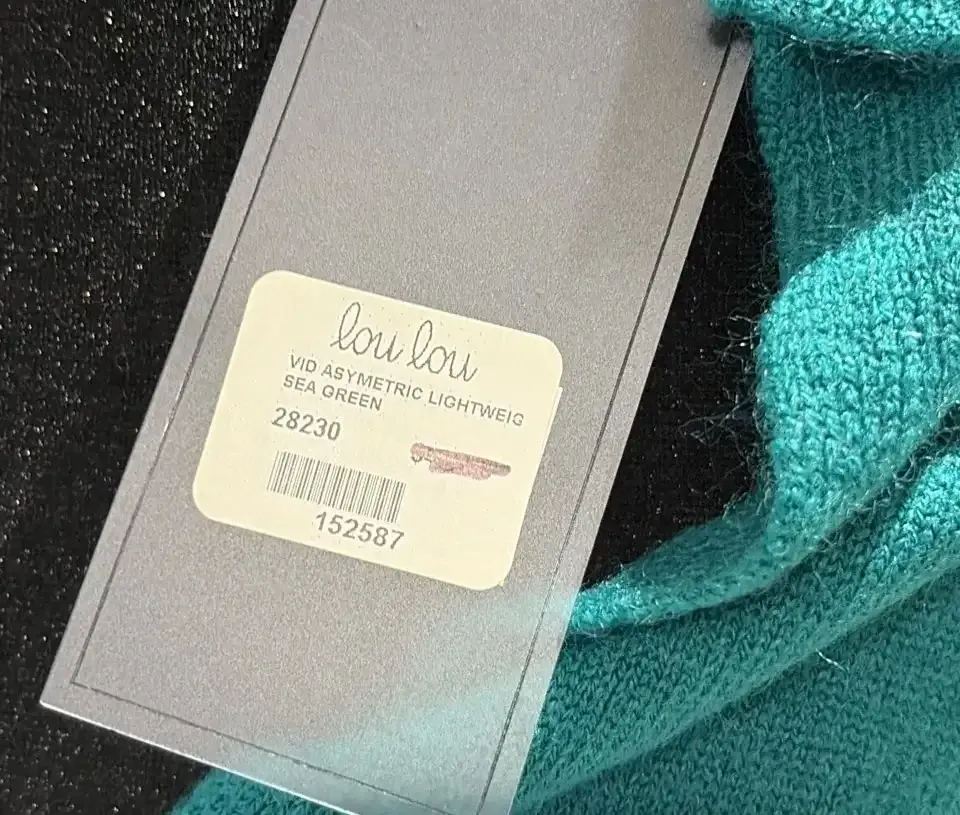 lou lou
VID ASYMETRIC LIGHTWEIG
SEA GREEN
28230
152587